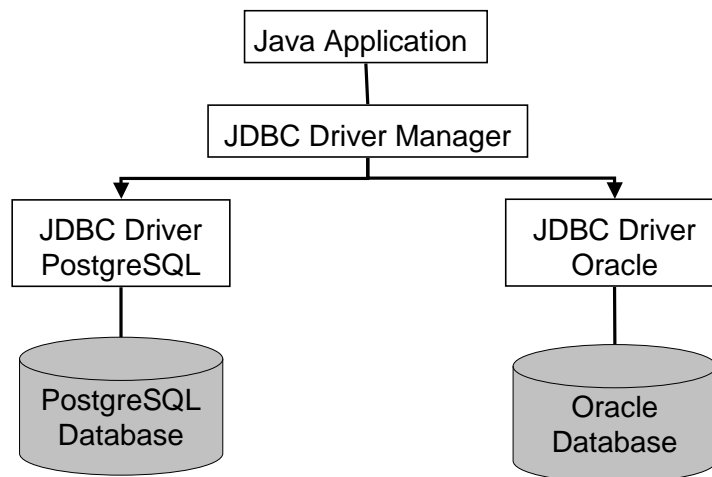 Java Application
JDBC Driver Manager
JDBC Driver
PostgreSQL
JDBC Driver
Oracle
PostgreSQL
Database
Oracle
Database